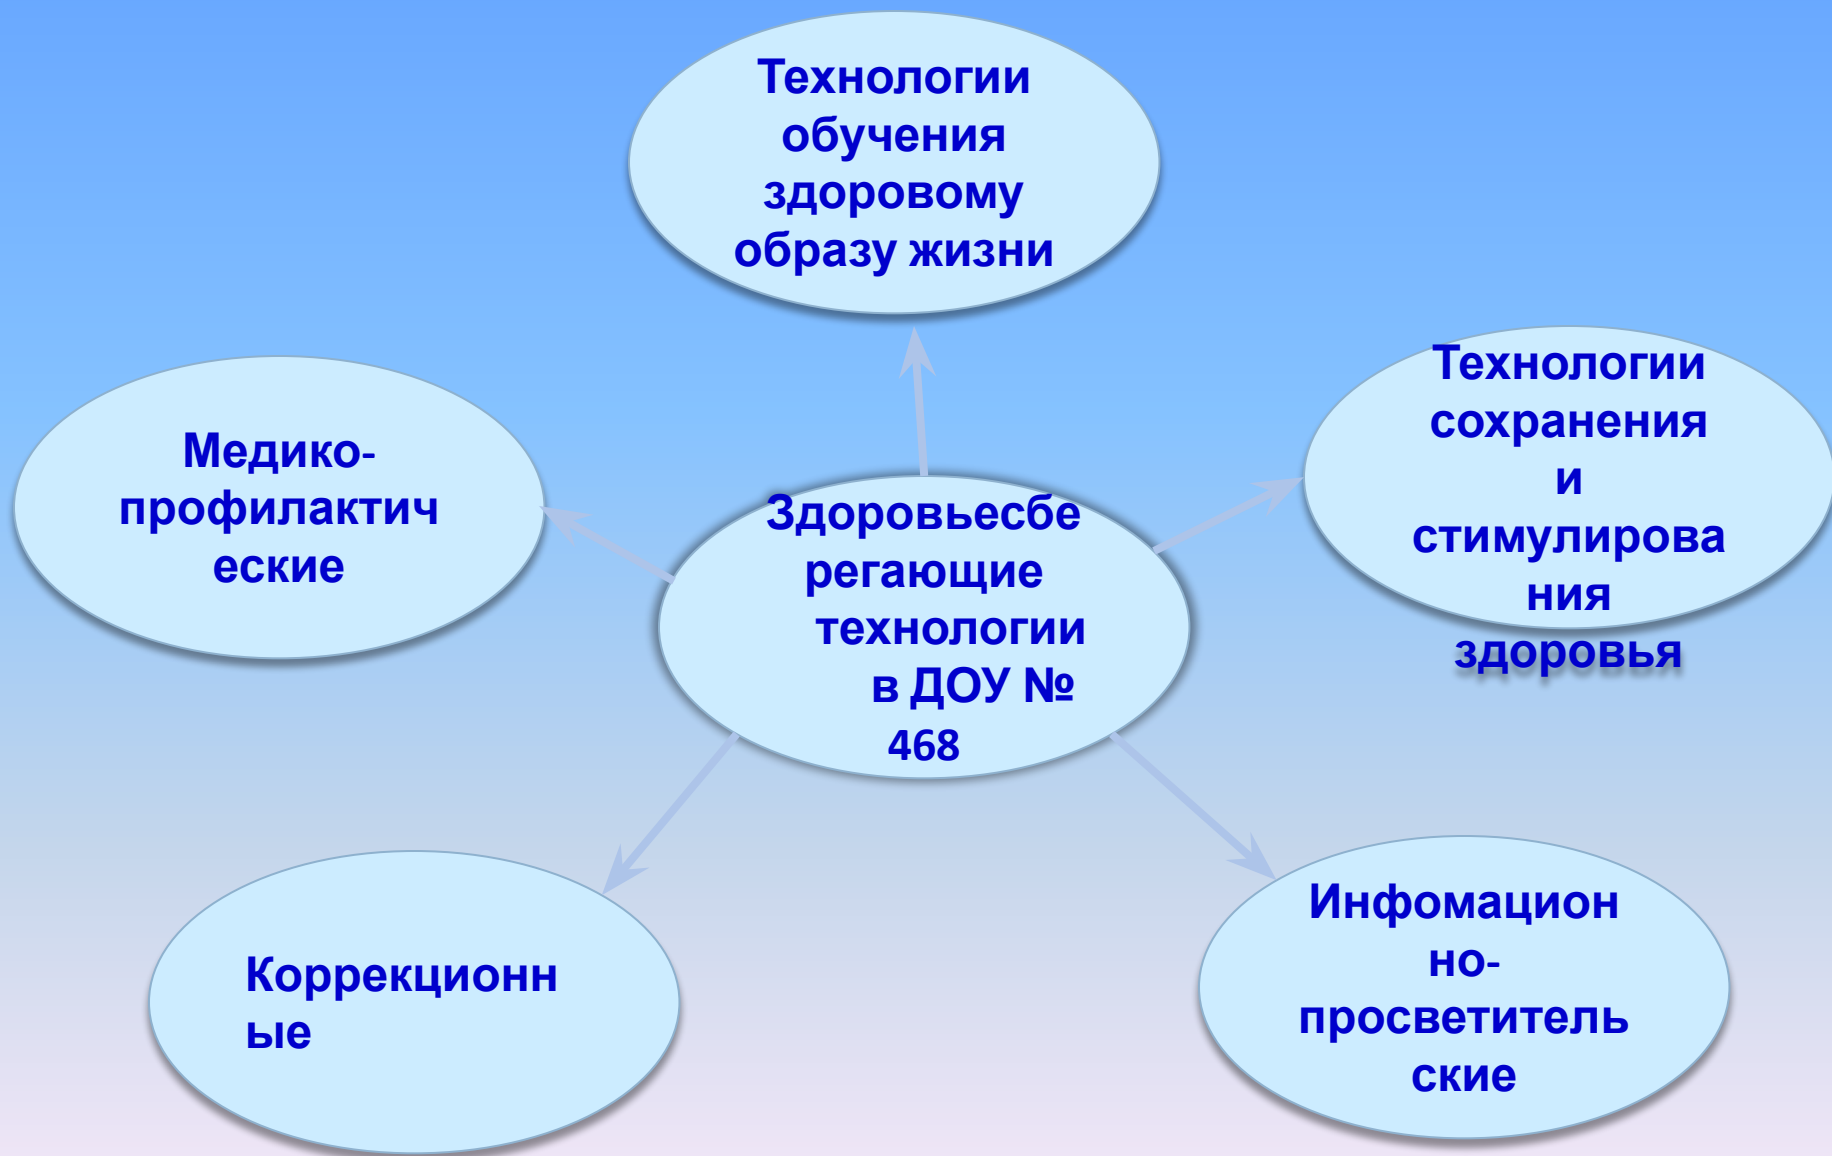 Технологии
обучения
здоровому
образу жизни
Медико-
профилактич
еские
Технологии
сохранения
и
стимулирова
ния
здоровья
Здоровьесбе
регающие
технологии
в ДОУ №
468
Коррекционн
ые
Инфомацион
но-
просветитель
ские